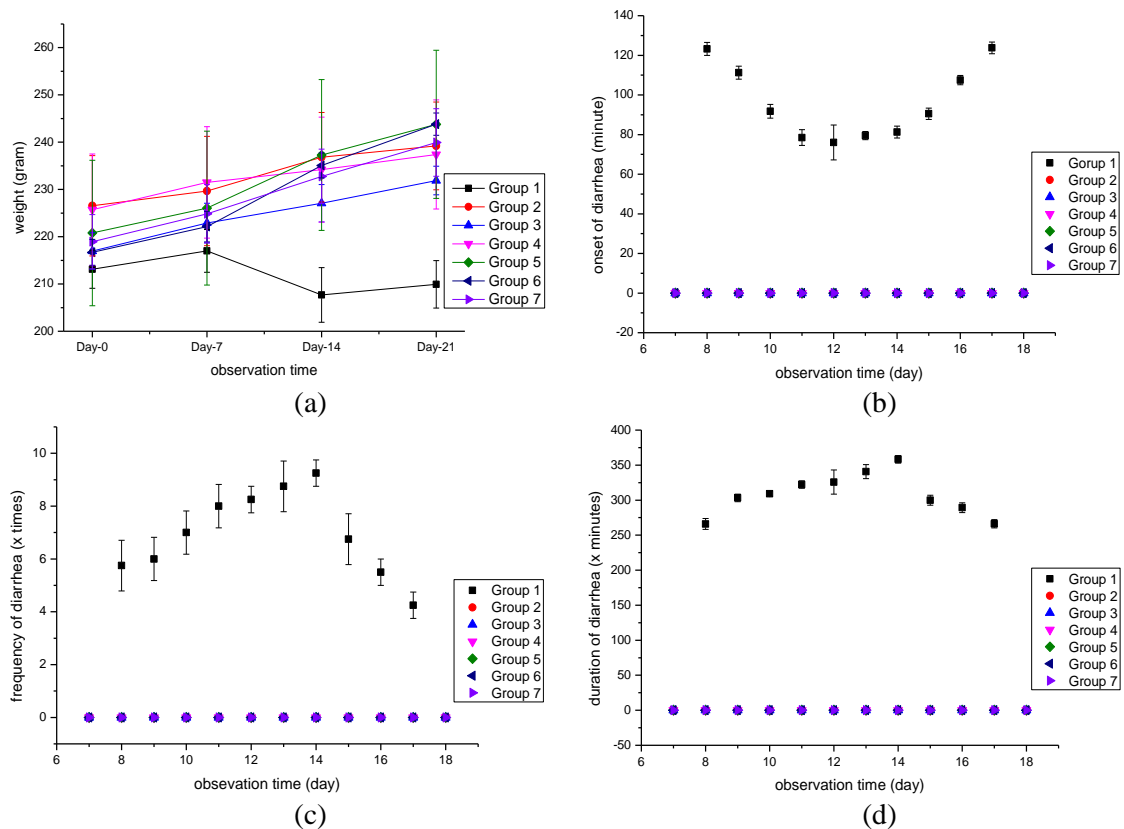 260
250
240
230
220
210
200
weight (gram)
Day-0 Day-7 Day-14 Day-21
observation time
Group 1
Group 2
Group 3
Group 4
Group 5
Group 6
Group 7
(a)
140
120
100
80
60
40
20
0
-20
onset of diarrhea (minute)
6 8 10 12 14 16 18
observation time (day)
Gorup 1
Group 2
Group 3
Group 4
Group 5
Group 6
Group 7
(b)
10
8
6
4
2
0
frequency of diarrhea (x times)
6 8 10 12 14 16 18
obsevation time (day)
Group 1
Group 2
Group 3
Group 4
Group 5
Group 6
Group 7
(c)
400
350
300
250
200
150
100
50
0
-50
duration of diarrhea (x minutes)
6 8 10 12 14 16 18
observation time (day)
Group 1
Group 2
Group 3
Group 4
Group 5
Group 6
Group 7
(d)